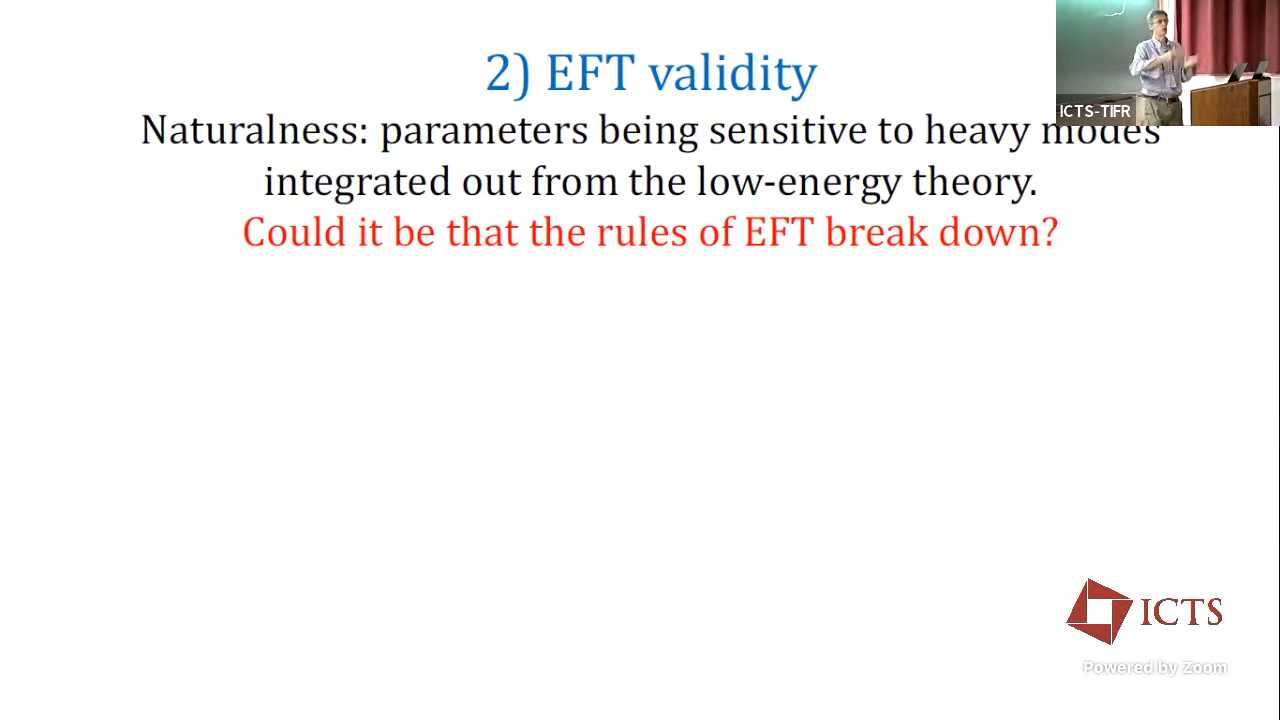 2) EFT validity
Naturalness: parameters being sensitive to heavy modes
integrated out from the low-energy theory.
Could it be that the rules of EFT break down?
ICTS-TIFR
ICTS
Powered by Zoom